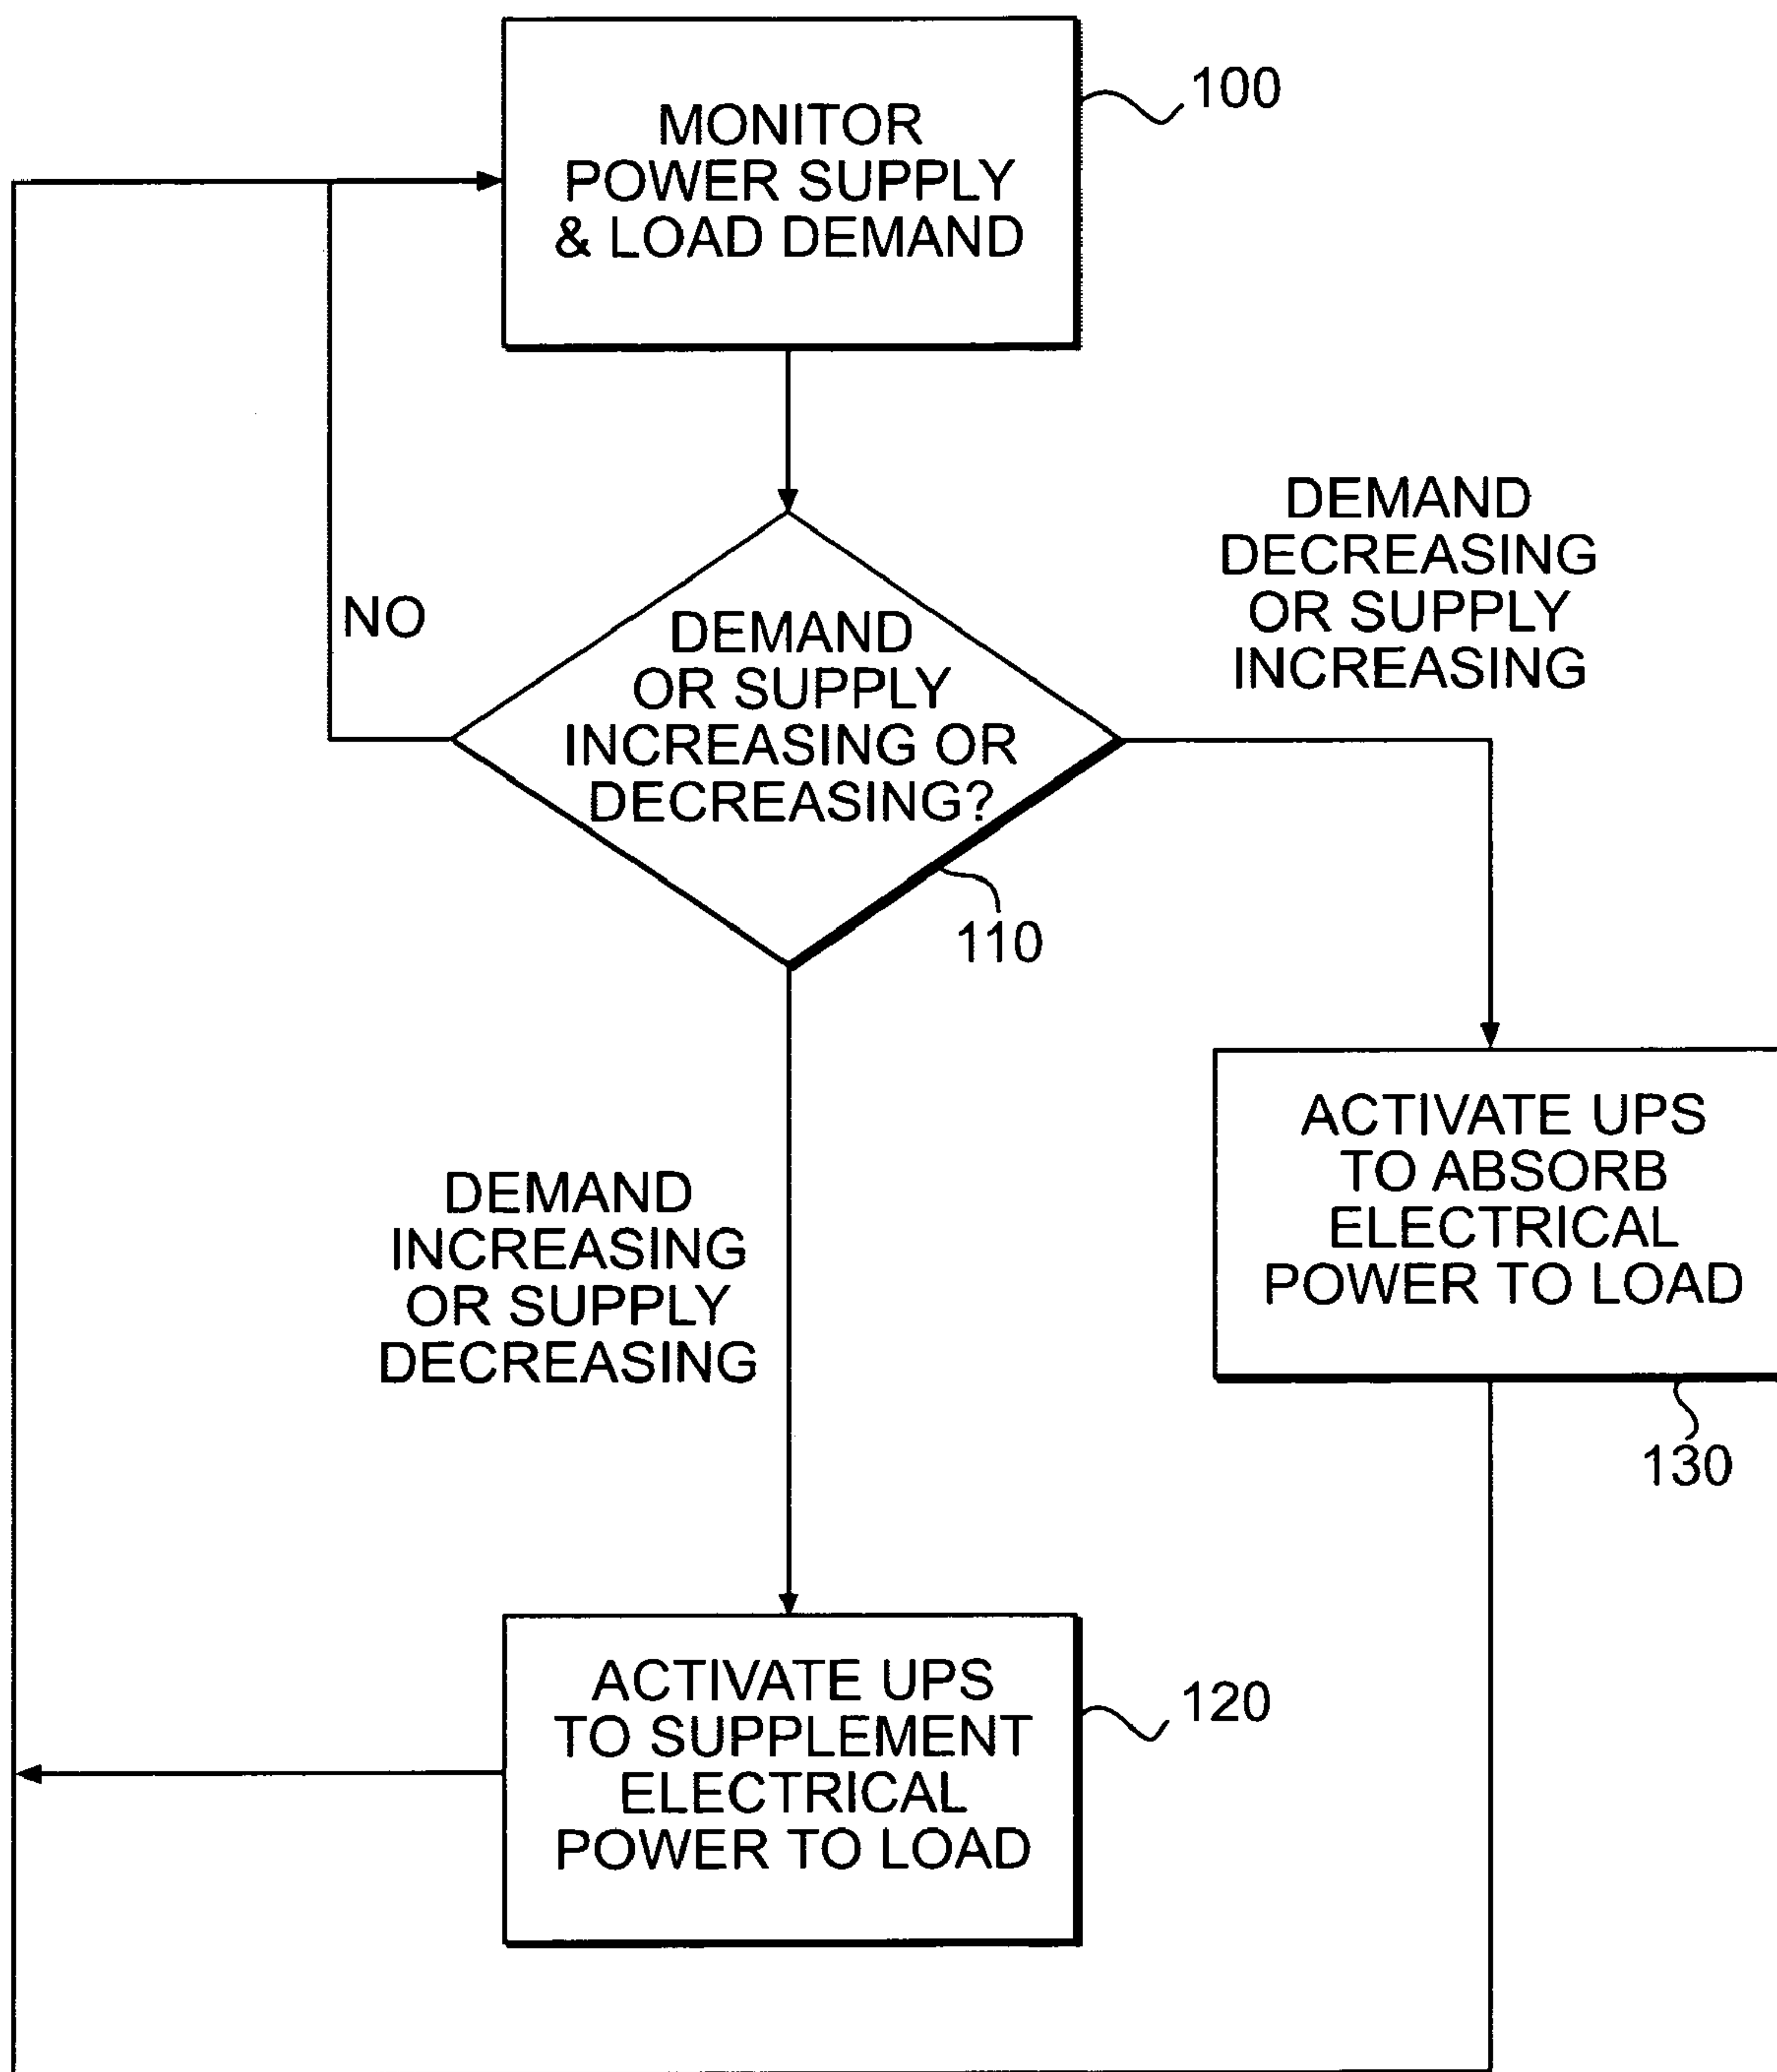 MONITOR
POWER SUPPLY
& LOAD DEMAND
100
NO
DEMAND
OR SUPPLY
INCREASING OR
DECREASING?
110
DEMAND
DECREASING
OR SUPPLY
INCREASING
ACTIVATE UPS
TO ABSORB
ELECTRICAL
POWER TO LOAD
130
DEMAND
INCREASING
OR SUPPLY
DECREASING
ACTIVATE UPS
TO SUPPLEMENT
ELECTRICAL
POWER TO LOAD
120